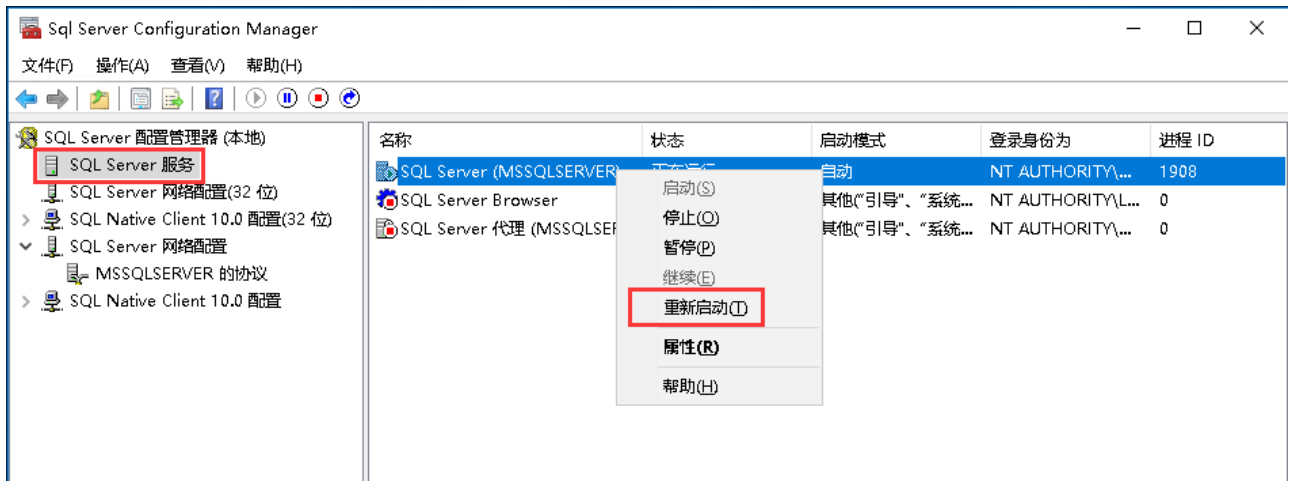 Sql Server Configuration Manager
文件(F) 操作(A) 查看(V) 帮助(H)
SQL Server 配置管理器 (本地)
SQL Server 服务
SQL Server 网络配置(32 位)
SQL Native Client 10.0 配置(32 位)
SQL Server 网络配置
MSSQLSERVER 的协议
SQL Native Client 10.0 配置
名称 状态 启动模式 登录身份为 进程 ID
SQL Server (MSSQLSERVER) 正在运行 自动 NT AUTHORITY\... 1908
SQL Server Browser 其他("引导"、"系统... NT AUTHORITY\L... 0
SQL Server 代理 (MSSQLSER 其他("引导"、"系统... NT AUTHORITY\... 0
启动(S)
停止(O)
暂停(P)
继续(E)
重新启动(T)
属性(R)
帮助(H)